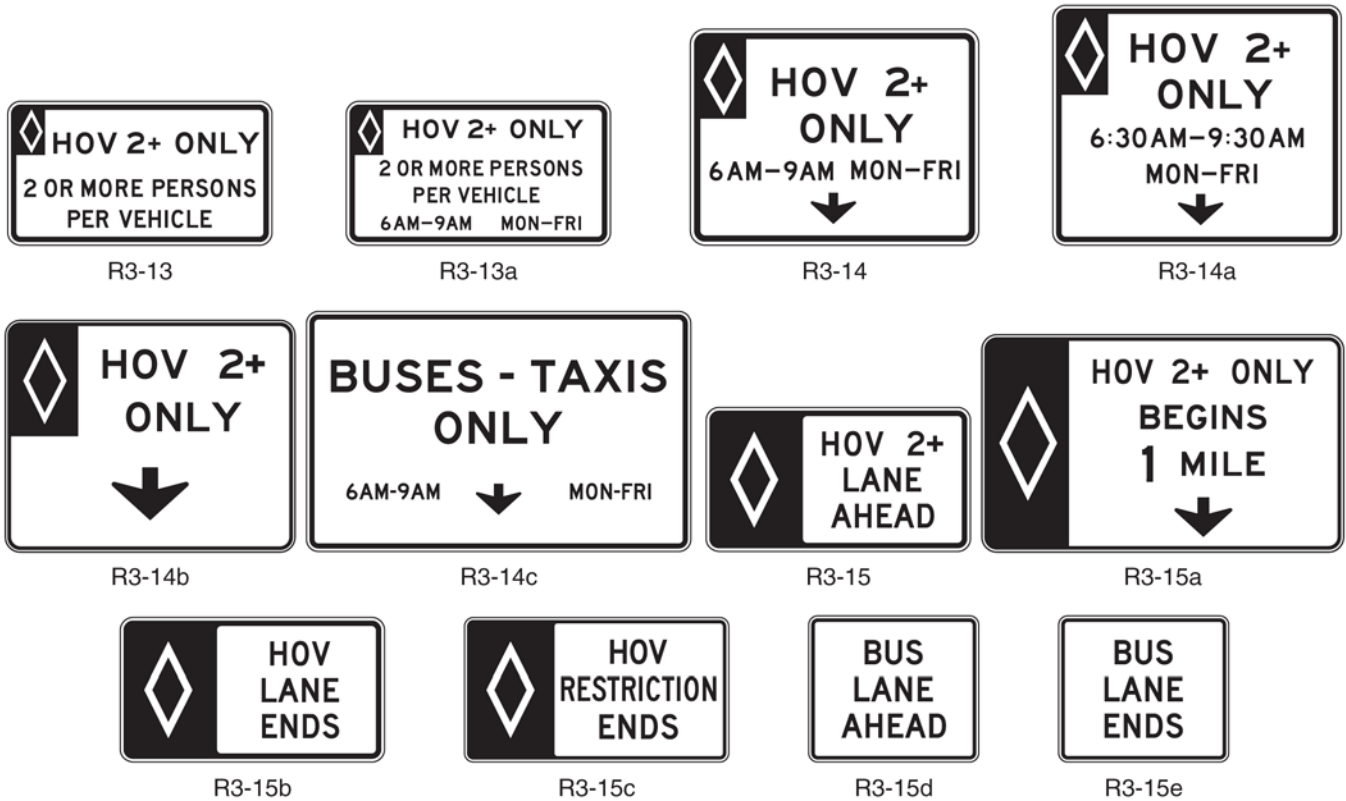 HOV 2+ ONLY
2 OR MORE PERSONS
PER VEHICLE
R3-13
HOV 2+ ONLY
2 OR MORE PERSONS
PER VEHICLE
6AM–9AM MON–FRI
R3-13a
HOV 2+
ONLY
6AM–9AM MON–FRI
R3-14
HOV 2+
ONLY
6:30AM–9:30AM
MON–FRI
R3-14a
HOV 2+
ONLY
R3-14b
BUSES - TAXIS
ONLY
6AM-9AM MON-FRI
R3-14c
HOV 2+
LANE
AHEAD
R3-15
HOV 2+ ONLY
BEGINS
1 MILE
R3-15a
HOV
LANE
ENDS
R3-15b
HOV
RESTRICTION
ENDS
R3-15c
BUS
LANE
AHEAD
R3-15d
BUS
LANE
ENDS
R3-15e